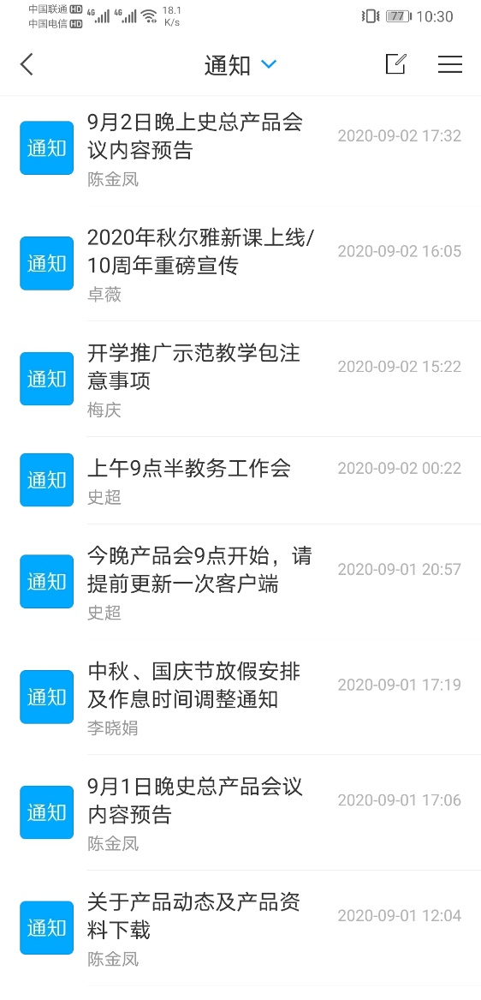 中国联通 HD 4G 4G 18.1 77 10:30
中国电信 HD K/s
通知
通知
9月2日晚上史总产品会
议内容预告
2020-09-02 17:32
陈金凤
通知
2020年秋尔雅新课上线/
10周年重磅宣传
2020-09-02 16:05
卓薇
通知
开学推广示范教学包注
意事项
2020-09-02 15:22
梅庆
通知
上午9点半教务工作会
2020-09-02 00:22
史超
通知
今晚产品会9点开始，请
提前更新一次客户端
2020-09-01 20:57
史超
通知
中秋、国庆节放假安排
及作息时间调整通知
2020-09-01 17:19
李晓娟
通知
9月1日晚史总产品会议
内容预告
2020-09-01 17:06
陈金凤
通知
关于产品动态及产品资
料下载
2020-09-01 12:04
陈金凤